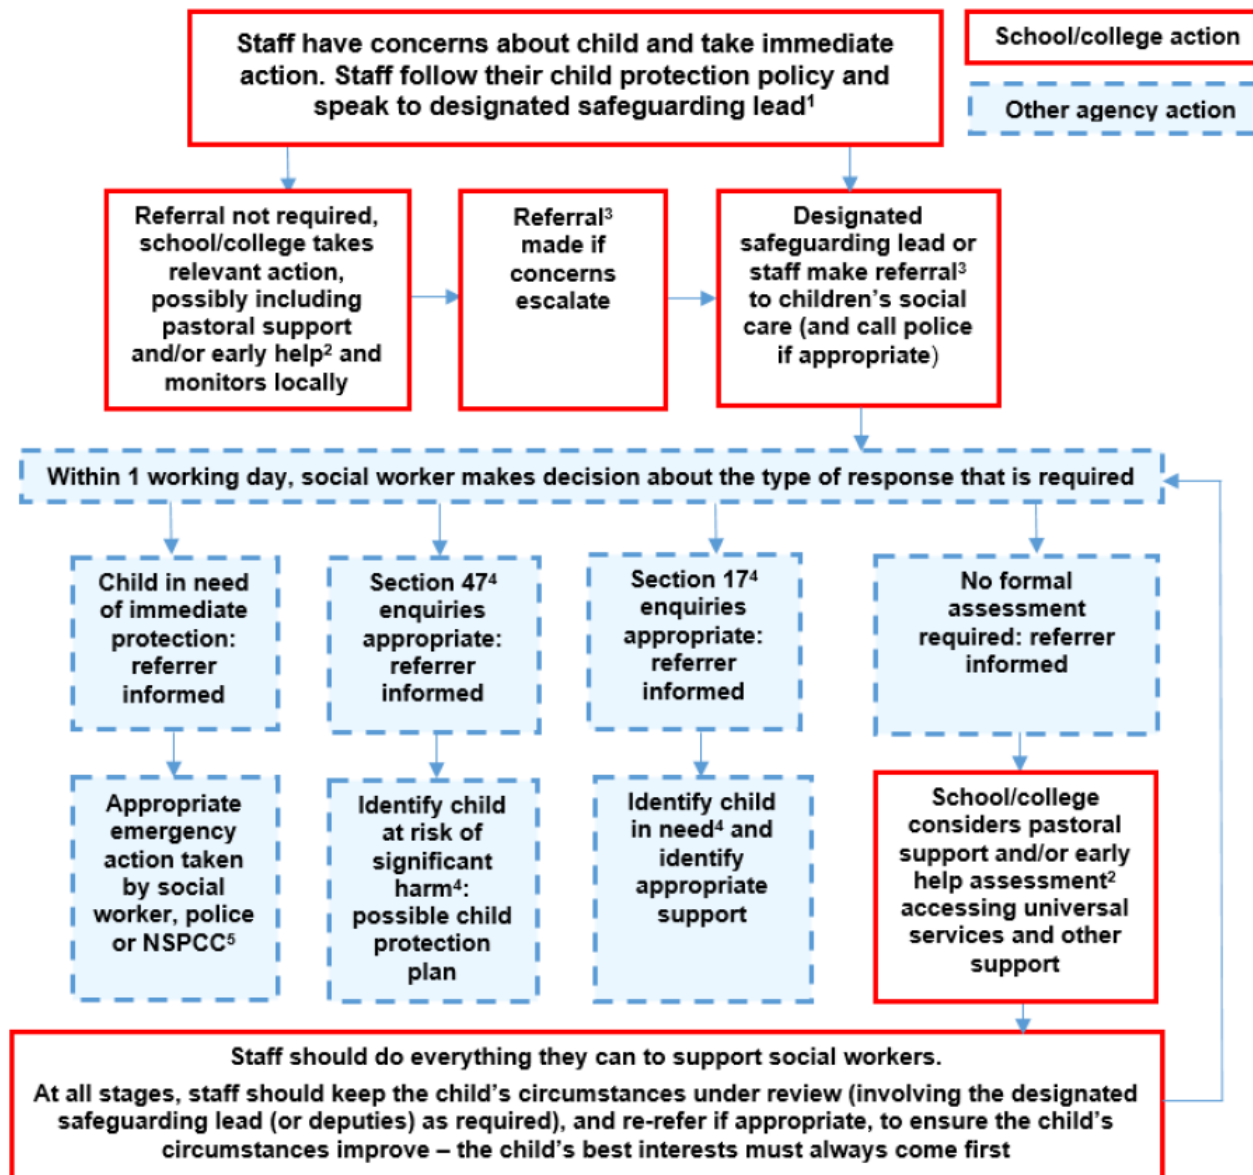 Staff have concerns about child and take immediate
action. Staff follow their child protection policy and
speak to designated safeguarding lead¹
School/college action
Other agency action
Referral not required,
school/college takes
relevant action,
possibly including
pastoral support
and/or early help² and
monitors locally
Referral³
made if
concerns
escalate
Designated
safeguarding lead or
staff make referral³
to children's social
care (and call police
if appropriate)
Within 1 working day, social worker makes decision about the type of response that is required
Child in need
of immediate
protection:
referrer
informed
Section 47⁴
enquiries
appropriate:
referrer
informed
Section 17⁴
enquiries
appropriate:
referrer
informed
No formal
assessment
required: referrer
informed
Appropriate
emergency
action taken
by social
worker, police
or NSPCC⁵
Identify child
at risk of
significant
harm⁴:
possible child
protection
plan
Identify child
in need⁴ and
identify
appropriate
support
School/college
considers pastoral
support and/or early
help assessment²
accessing universal
services and other
support
Staff should do everything they can to support social workers.
At all stages, staff should keep the child's circumstances under review (involving the designated
safeguarding lead (or deputies) as required), and re-refer if appropriate, to ensure the child's
circumstances improve – the child's best interests must always come first